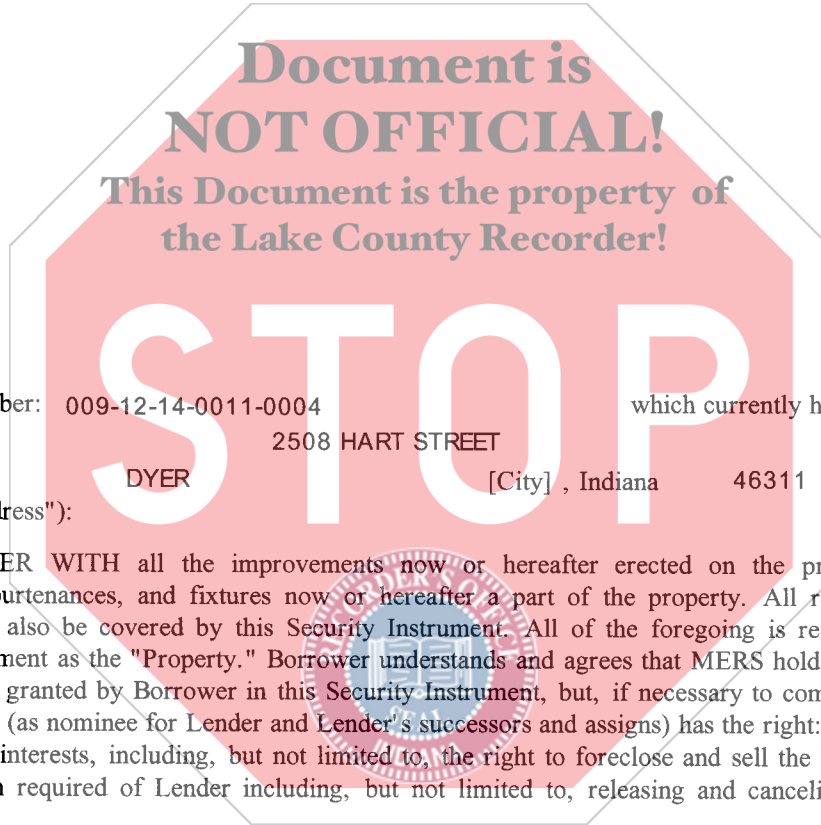 Document is
NOT OFFICIAL!
This Document is the property of
the Lake County Recorder!
STOP
ber: 009-12-14-0011-0004 which currently h
2508 HART STREET
DYER [City] , Indiana 46311
ress"):
ER WITH all the improvements now or hereafter erected on the pr
urtenances, and fixtures now or hereafter a part of the property. All r
also be covered by this Security Instrument. All of the foregoing is re
ment as the "Property." Borrower understands and agrees that MERS hold
granted by Borrower in this Security Instrument, but, if necessary to com
(as nominee for Lender and Lender's successors and assigns) has the right:
interests, including, but not limited to, the right to foreclose and sell the
required of Lender including, but not limited to, releasing and canceli
RECORDER'S OFFICE